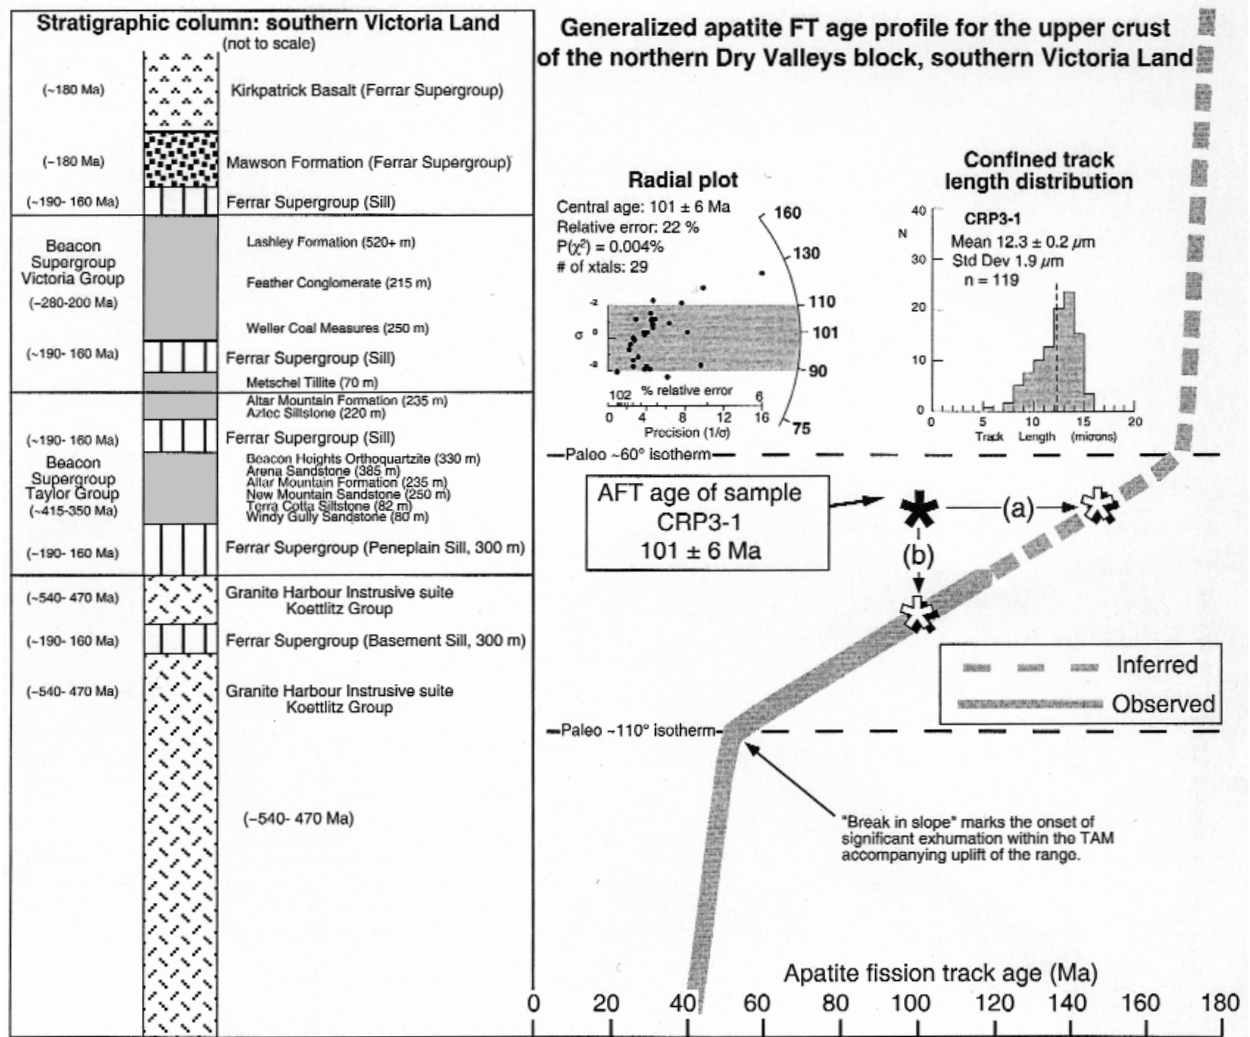 Stratigraphic column: southern Victoria Land
(not to scale)
(~180 Ma)
Kirkpatrick Basalt (Ferrar Supergroup)
(~180 Ma)
Mawson Formation (Ferrar Supergroup)
(~190- 160 Ma)
Ferrar Supergroup (Sill)
Beacon
Supergroup
Victoria Group
(~280-200 Ma)
Lashley Formation (520+ m)
Feather Conglomerate (215 m)
Weller Coal Measures (250 m)
(~190- 160 Ma)
Ferrar Supergroup (Sill)
Metschel Tillite (70 m)
Altar Mountain Formation (235 m)
Aztec Siltstone (220 m)
(~190- 160 Ma)
Ferrar Supergroup (Sill)
Beacon
Supergroup
Taylor Group
(~415-350 Ma)
Beacon Heights Orthoquartzite (330 m)
Arena Sandstone (385 m)
Altar Mountain Formation (235 m)
New Mountain Sandstone (250 m)
Terra Cotta Siltstone (82 m)
Windy Gully Sandstone (80 m)
(~190- 160 Ma)
Ferrar Supergroup (Peneplain Sill, 300 m)
(~540- 470 Ma)
Granite Harbour Instrusive suite
Koettlitz Group
(~190- 160 Ma)
Ferrar Supergroup (Basement Sill, 300 m)
(~540- 470 Ma)
Granite Harbour Instrusive suite
Koettlitz Group
(~540- 470 Ma)
Generalized apatite FT age profile for the upper crust
of the northern Dry Valleys block, southern Victoria Land
Radial plot
Central age: 101 ± 6 Ma
Relative error: 22 %
P(χ²) = 0.004%
# of xtals: 29
160
130
110
101
90
75
-2
0
-2
σ
102 % relative error 6
0 4 8 12 16
Precision (1/σ)
Confined track
length distribution
CRP3-1
Mean 12.3 ± 0.2 μm
Std Dev 1.9 μm
n = 119
N
40
30
20
10
0
0 5 10 15 20
Track Length (microns)
Paleo ~60° isotherm
AFT age of sample
CRP3-1
101 ± 6 Ma
(a)
(b)
Inferred
Observed
Paleo ~110° isotherm
"Break in slope" marks the onset of
significant exhumation within the TAM
accompanying uplift of the range.
Apatite fission track age (Ma)
0 20 40 60 80 100 120 140 160 180